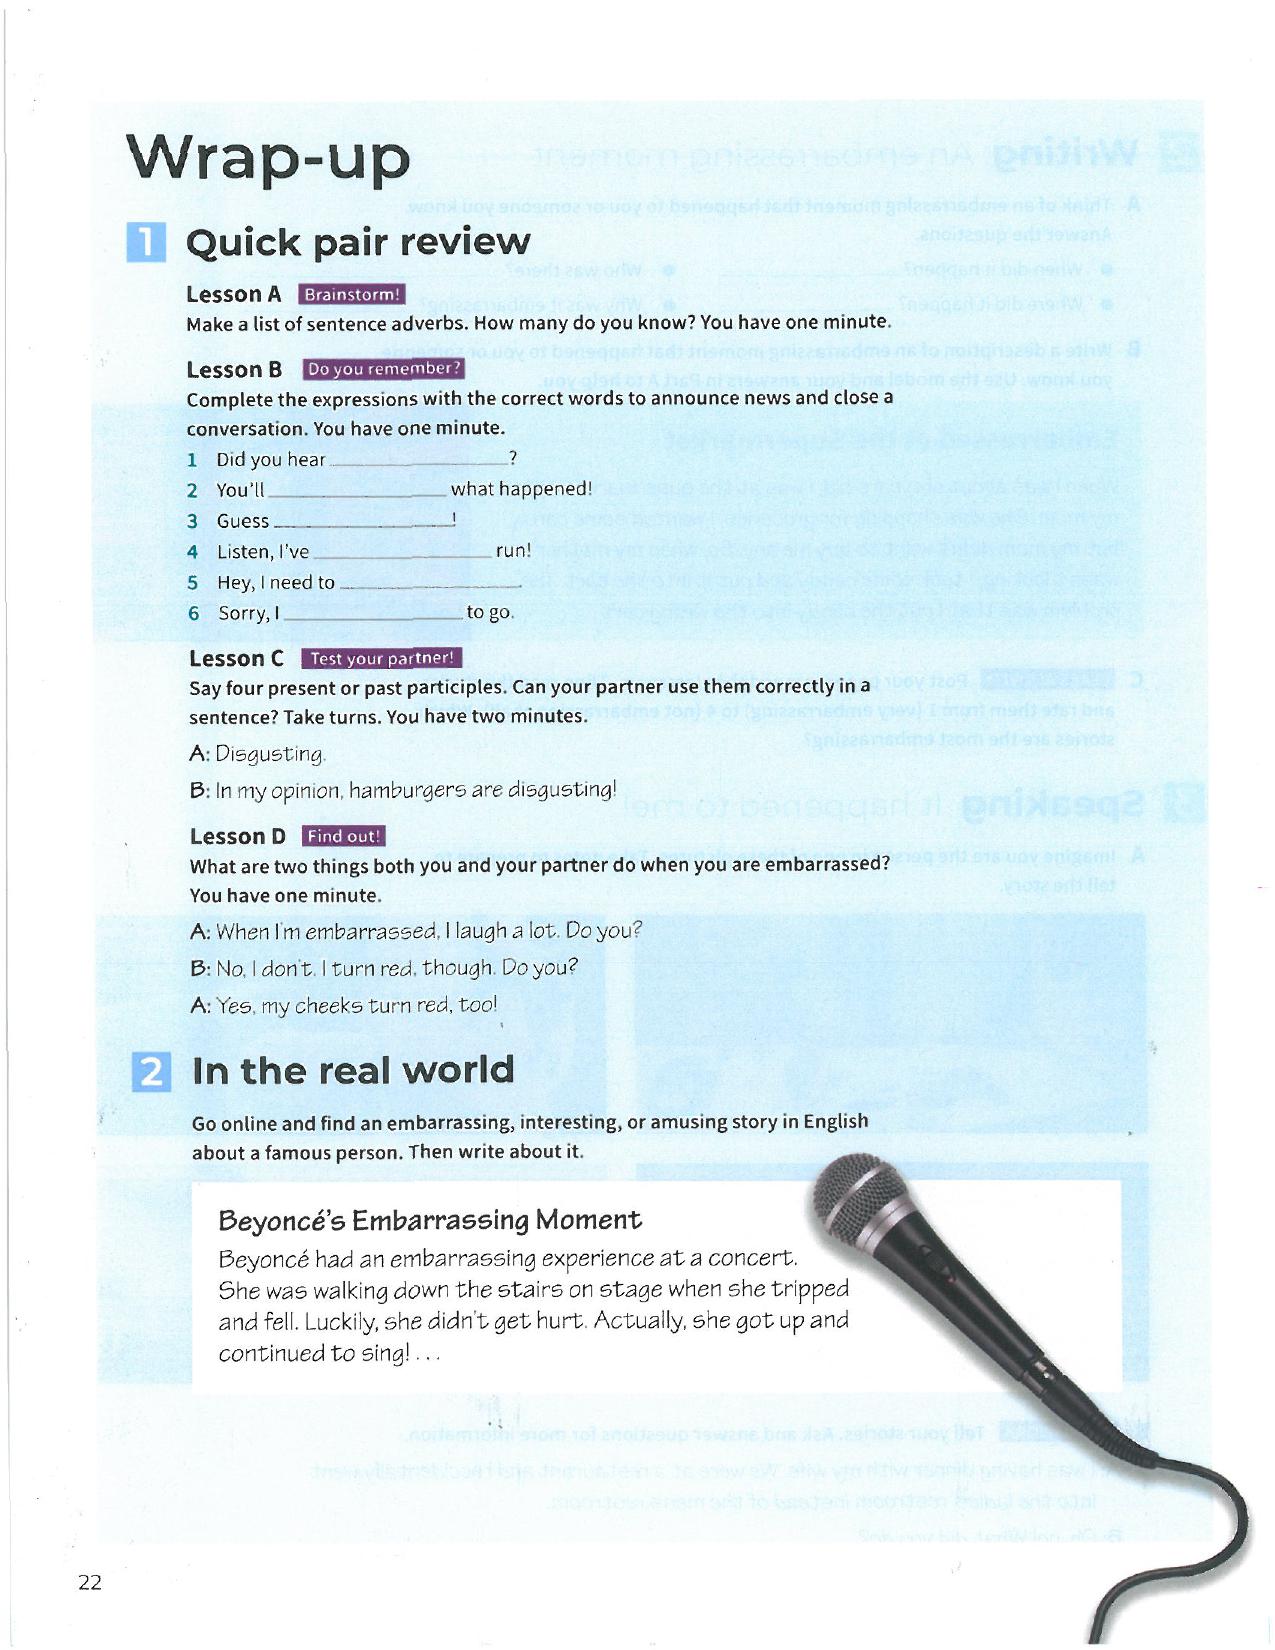 Wrap-up
1 Quick pair review
Lesson A Brainstorm!
Make a list of sentence adverbs. How many do you know? You have one minute.
Lesson B Do you remember?
Complete the expressions with the correct words to announce news and close a
conversation. You have one minute.
1 Did you hear ____________?
2 You'll ____________ what happened!
3 Guess ____________!
4 Listen, I've ____________ run!
5 Hey, I need to ____________.
6 Sorry, I ____________ to go.
Lesson C Test your partner!
Say four present or past participles. Can your partner use them correctly in a
sentence? Take turns. You have two minutes.
A: Disgusting.
B: In my opinion, hamburgers are disgusting!
Lesson D Find out!
What are two things both you and your partner do when you are embarrassed?
You have one minute.
A: When I'm embarrassed, I laugh a lot. Do you?
B: No, I don't. I turn red, though. Do you?
A: Yes, my cheeks turn red, too!
2 In the real world
Go online and find an embarrassing, interesting, or amusing story in English
about a famous person. Then write about it.
Beyoncé's Embarrassing Moment
Beyoncé had an embarrassing experience at a concert.
She was walking down the stairs on stage when she tripped
and fell. Luckily, she didn't get hurt. Actually, she got up and
continued to sing! . . .
22